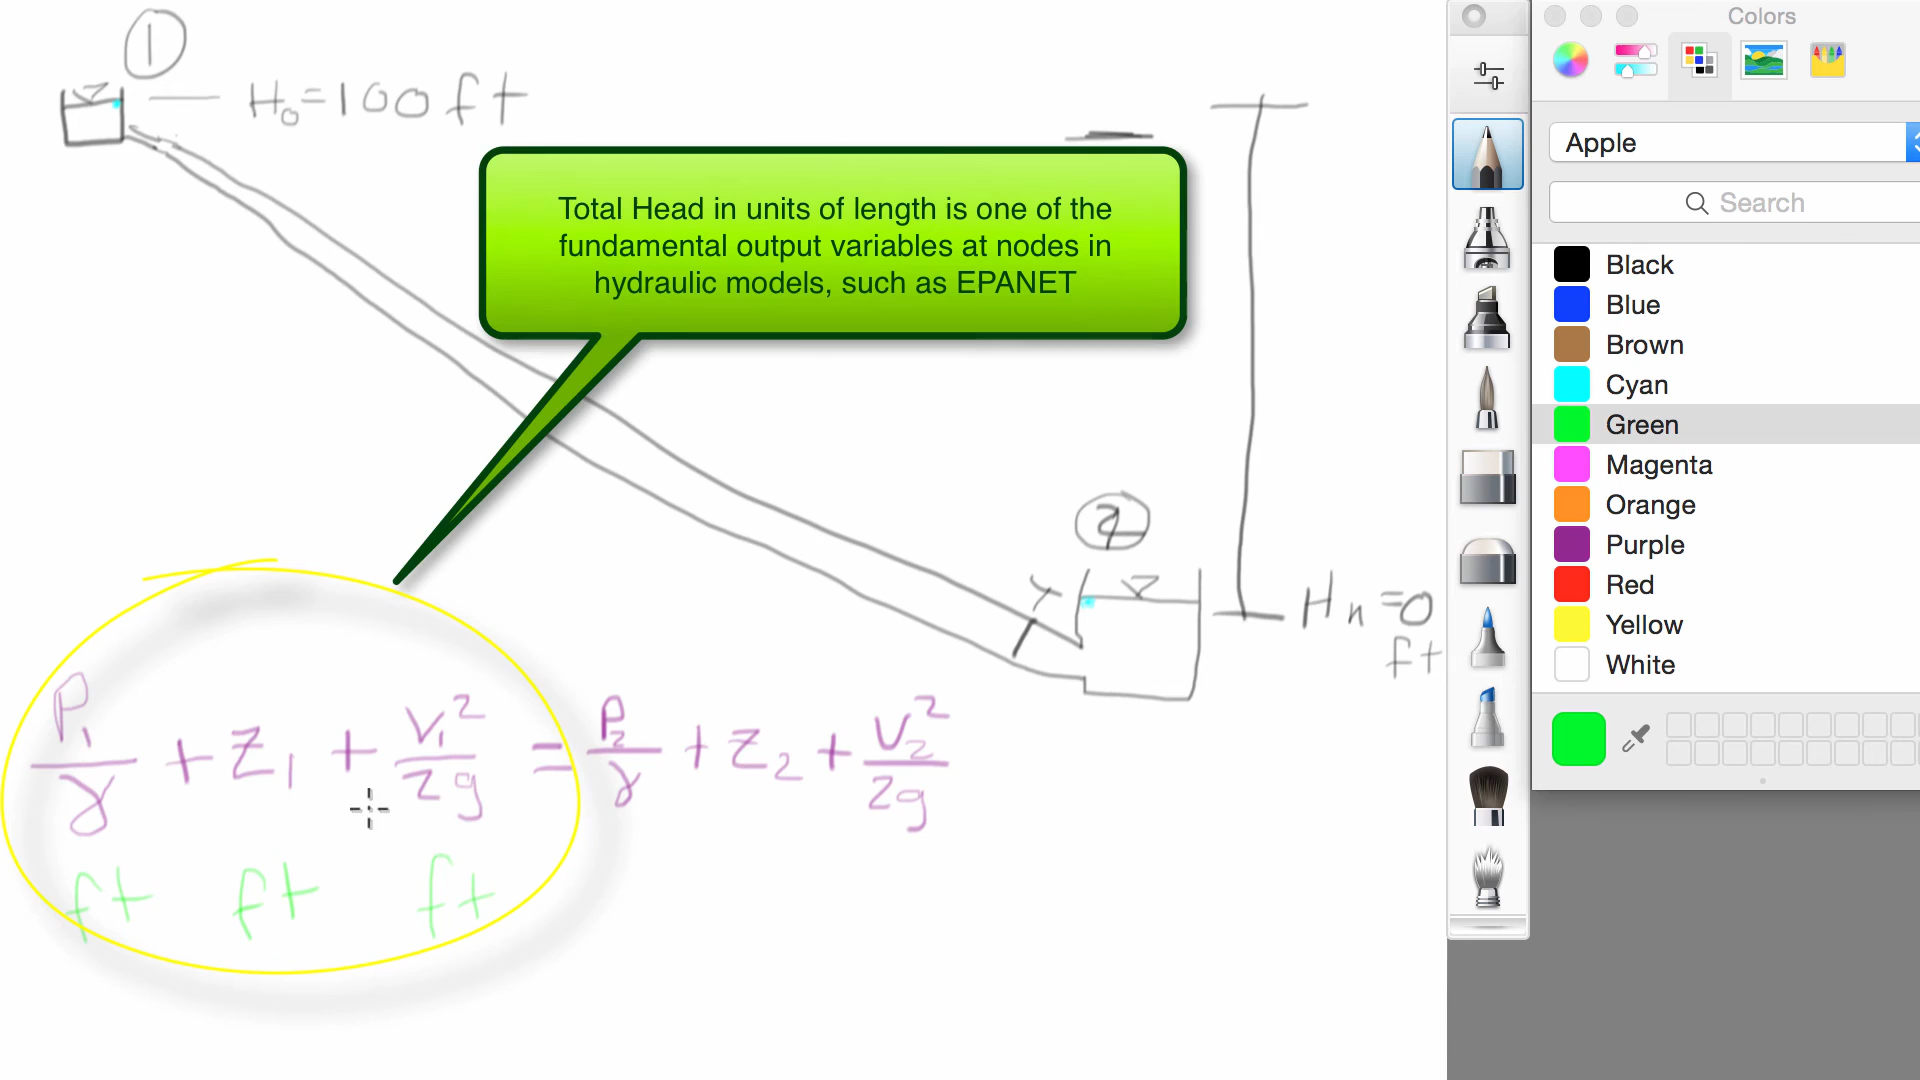 1
H₀=100ft
Total Head in units of length is one of the
fundamental output variables at nodes in
hydraulic models, such as EPANET
2
Hn=0
ft
P₁/γ + Z₁ + V₁²/2g = P₂/γ + Z₂ + V₂²/2g
ft ft ft
Colors
Apple
Search
Black
Blue
Brown
Cyan
Green
Magenta
Orange
Purple
Red
Yellow
White